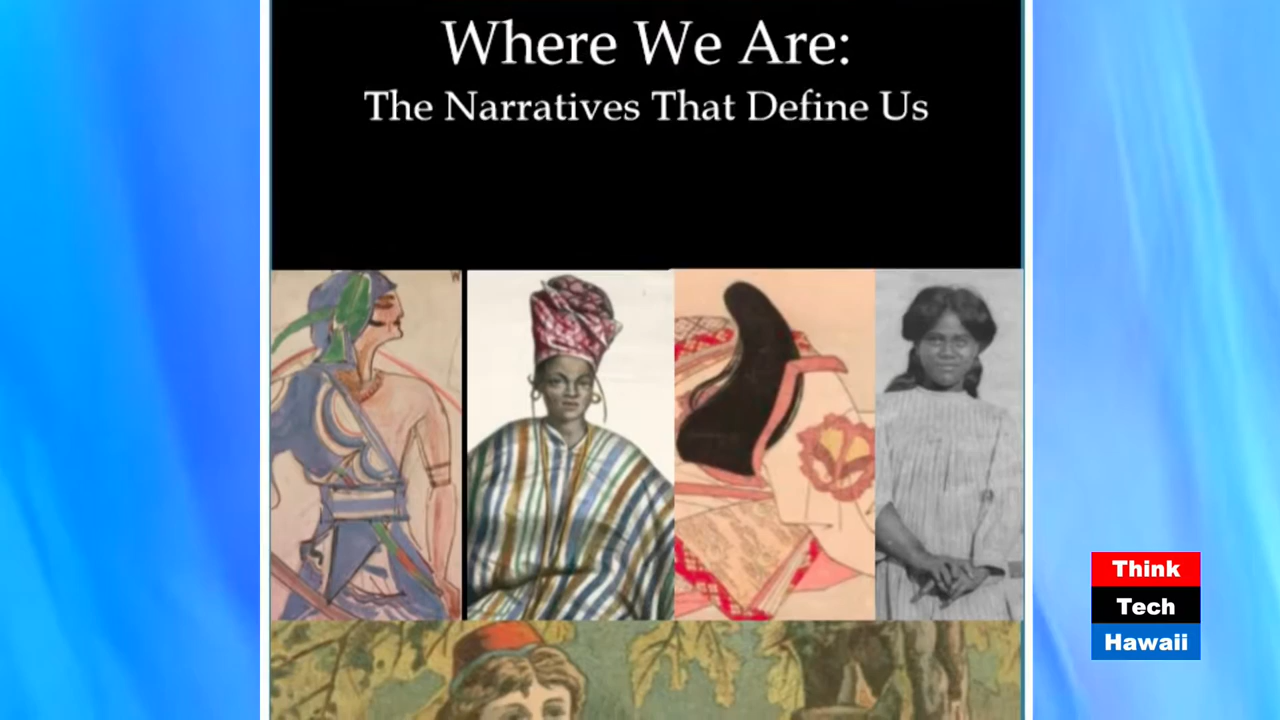 Where We Are:
The Narratives That Define Us
Think
Tech
Hawaii